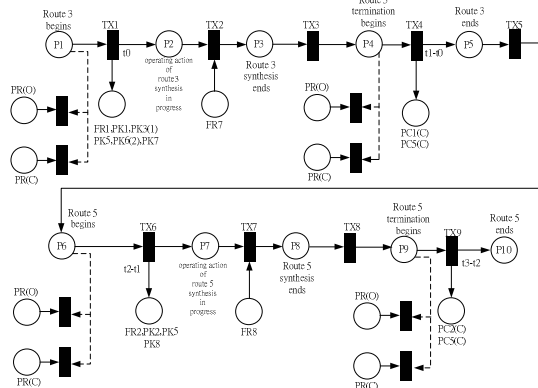 Route 3
begins
TX1
TX2
TX3
Route 3
termination
begins
TX4
Route 3
ends
TX5
P1
t0
P2
P3
P4
t1-t0
P5
operating action
of
route 3
synthesis
in
progress
Route 3
synthesis
ends
PR(O)
PR(C)
FR1,PK1,PK3(1)
PK5,PK6(2),PK7
FR7
PR(O)
PR(C)
PC1(C)
PC5(C)
Route 5
begins
TX6
TX7
TX8
Route 5
termination
begins
TX9
Route 5
ends
P6
t2-t1
P7
P8
P9
t3-t2
P10
operating action
of
route 5
synthesis
in
progress
Route 5
synthesis
ends
PR(O)
PR(C)
FR2,PK2,PK5
PK8
FR8
PR(O)
PR(C)
PC2(C)
PC5(C)